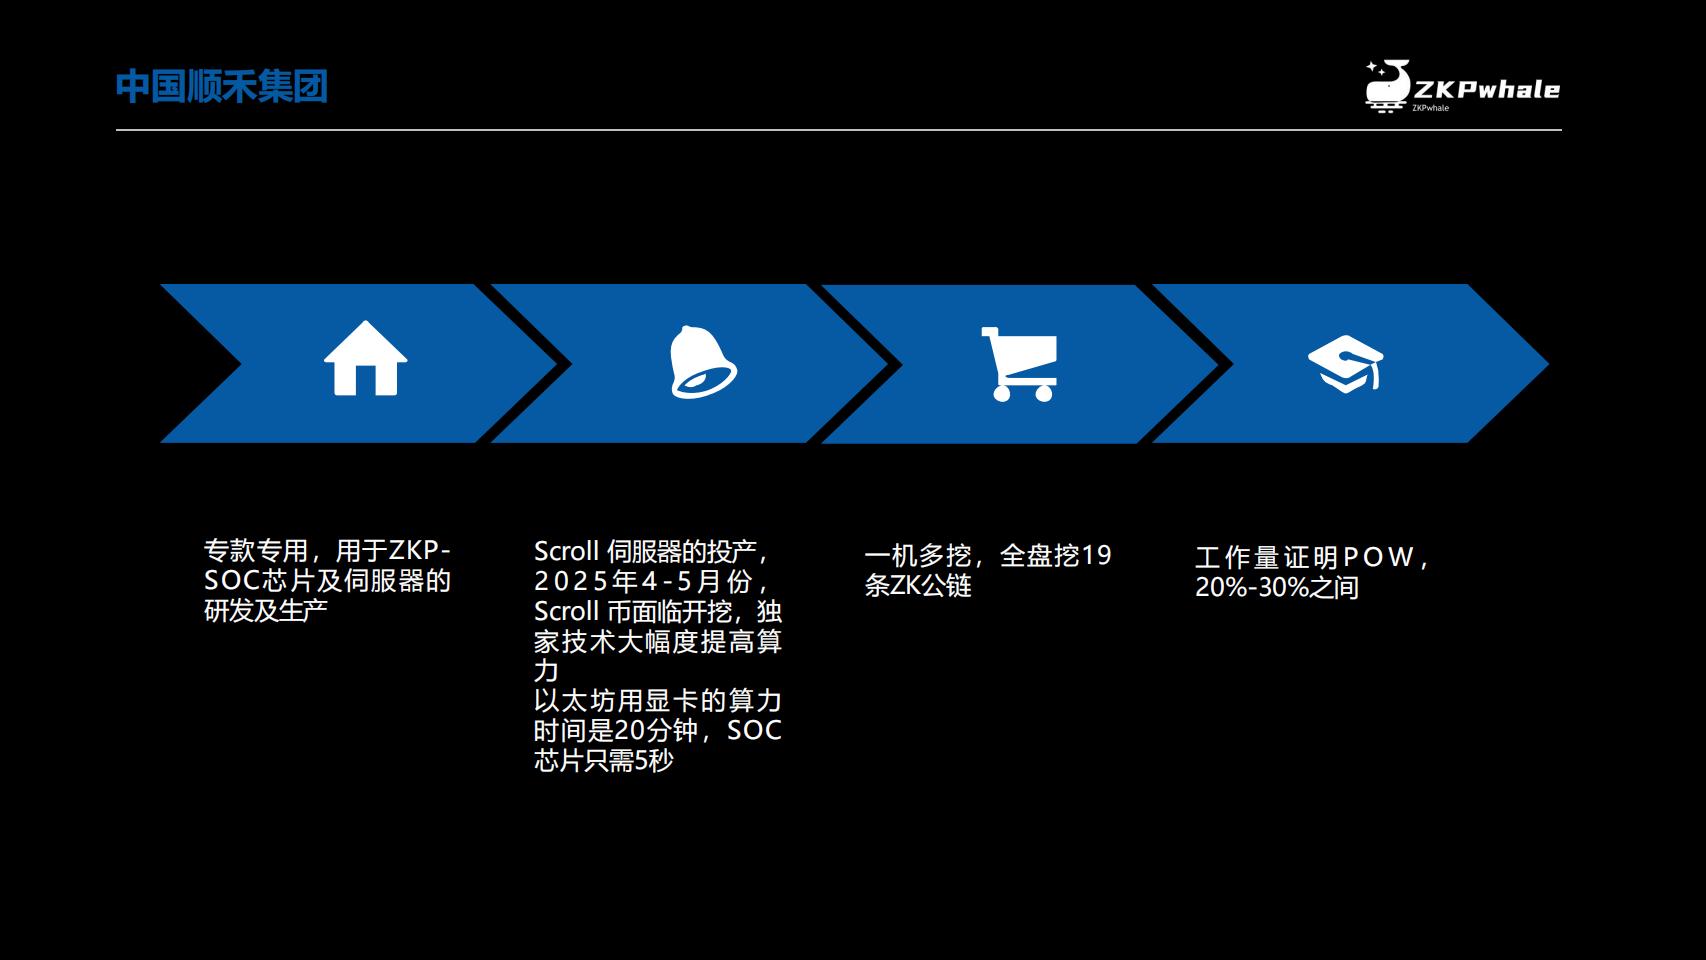 中国顺禾集团
ZKPwhale
ZKPwhale
专款专用，用于ZKP-
SOC芯片及伺服器的
研发及生产
Scroll 伺服器的投产，
2025年4-5月份，
Scroll 币面临开挖，独
家技术大幅度提高算
力
以太坊用显卡的算力
时间是20分钟，SOC
芯片只需5秒
一机多挖，全盘挖19
条ZK公链
工作量证明POW，
20%-30%之间